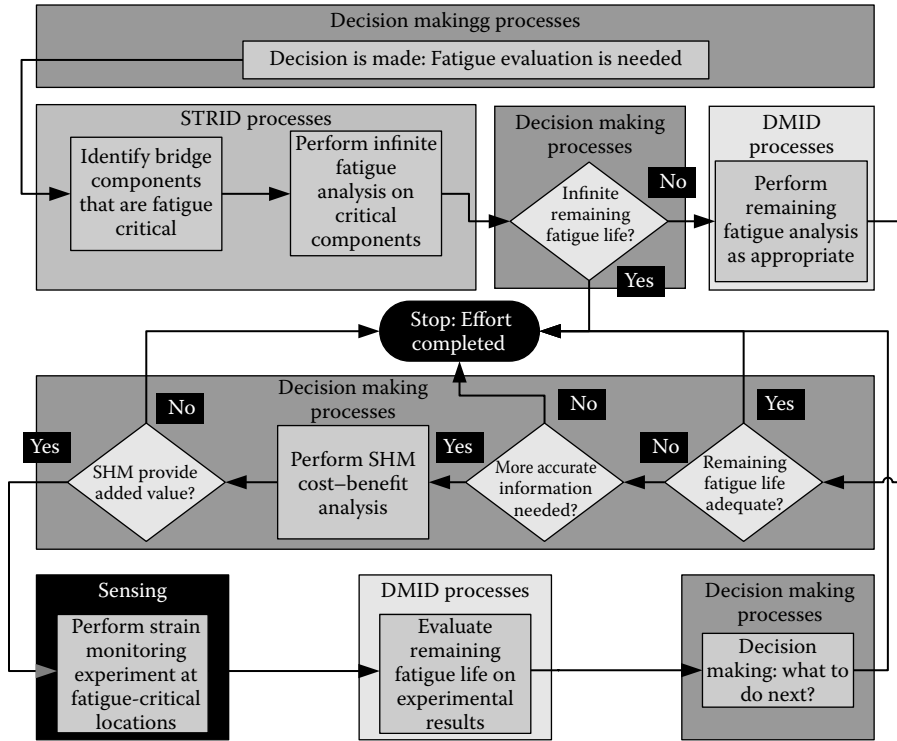 Decision makingg processes
Decision is made: Fatigue evaluation is needed
STRID processes
Identify bridge
components
that are fatigue
critical
Perform infinite
fatigue
analysis on
critical
components
Decision making
processes
Infinite
remaining
fatigue life?
No
Yes
DMID
processes
Perform
remaining
fatigue analysis
as appropriate
Stop: Effort
completed
Decision making
processes
Yes
SHM provide
added value?
No
Perform SHM
cost–benefit
analysis
Yes
More accurate
information
needed?
No
No
Remaining
fatigue life
adequate?
Yes
Sensing
Perform strain
monitoring
experiment at
fatigue-critical
locations
DMID processes
Evaluate
remaining
fatigue life on
experimental
results
Decision making
processes
Decision
making: what to
do next?